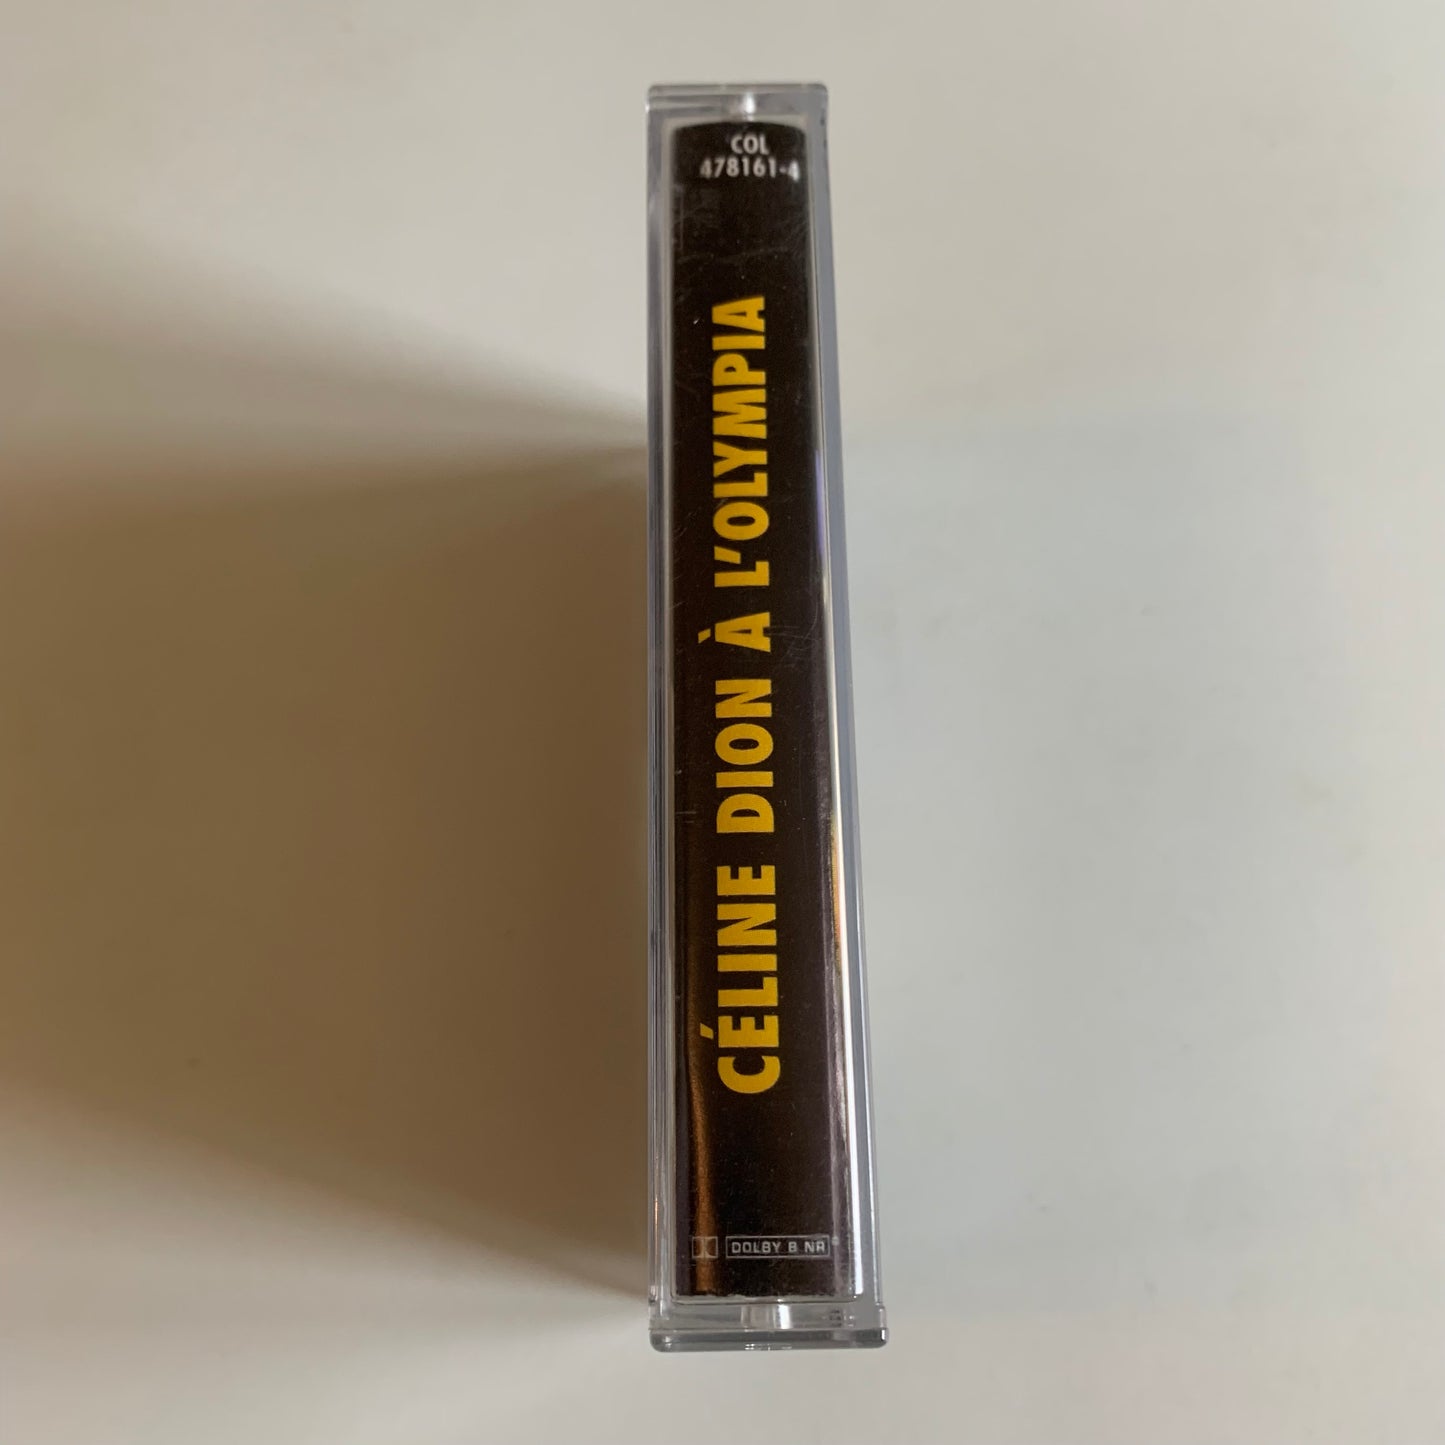 COL
478161-4
CÉLINE DION À L'OLYMPIA
DOLBY B NR